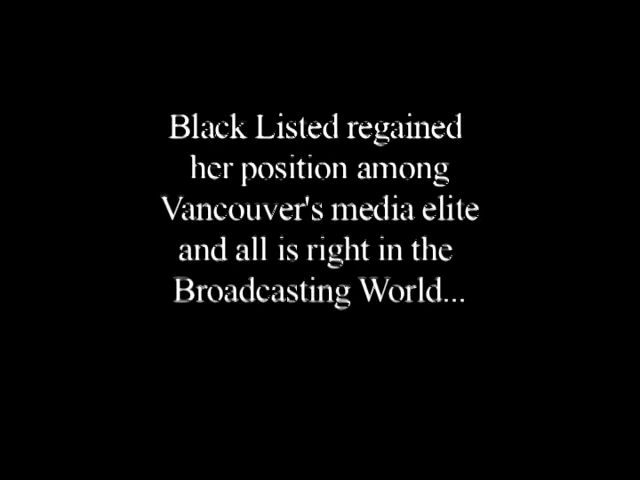 Black Listed regained
her position among
Vancouver's media elite
and all is right in the
Broadcasting World...